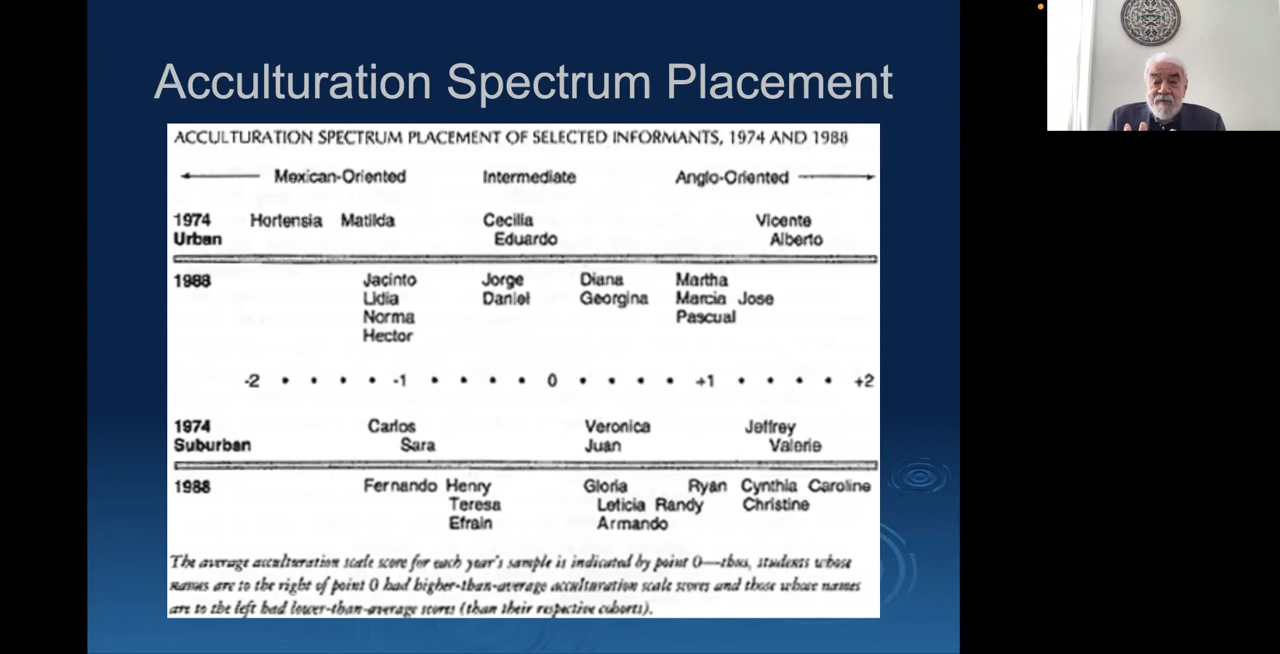 Acculturation Spectrum Placement
ACCULTURATION SPECTRUM PLACEMENT OF SELECTED INFORMANTS, 1974 AND 1988
Mexican-Oriented Intermediate Anglo-Oriented
1974 Hortensia Matilda Cecilia Vicente
Urban Eduardo Alberto
1988 Jacinto Jorge Diana Martha
Lidia Daniel Georgina Marcia Jose
Norma Pascual
Hector
-2 • • • • -1 • • • • 0 • • • • +1 • • • • +2
1974 Carlos Veronica Jeffrey
Suburban Sara Juan Valerie
1988 Fernando Henry Gloria Ryan Cynthia Caroline
Teresa Leticia Randy Christine
Efrain Armando
The average acculturation scale score for each year's sample is indicated by point 0—thus, students whose
names are to the right of point 0 had higher-than-average acculturation scale scores and those whose names
are to the left had lower-than-average scores (than their respective cohorts).